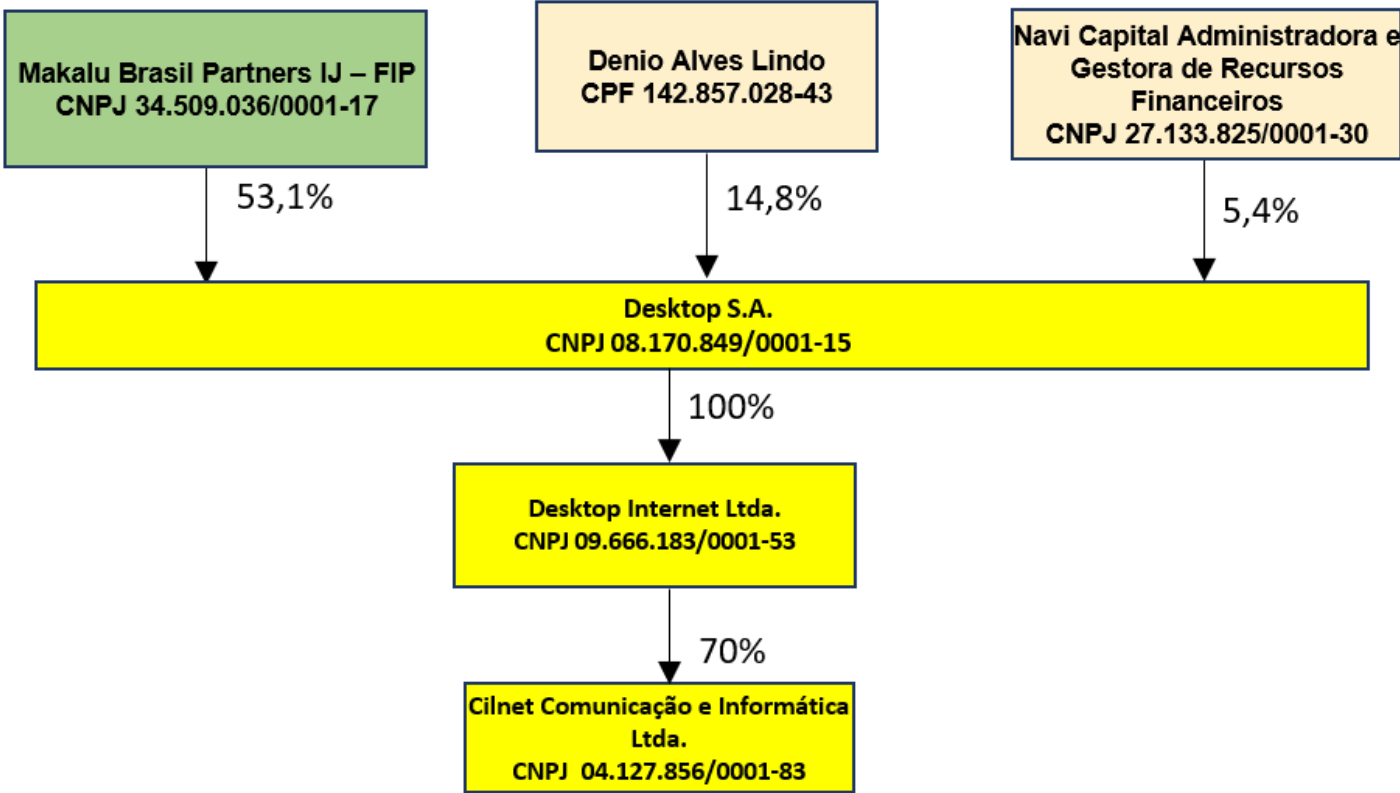 Makalu Brasil Partners IJ – FIP
CNPJ 34.509.036/0001-17
Denio Alves Lindo
CPF 142.857.028-43
Navi Capital Administradora e
Gestora de Recursos
Financeiros
CNPJ 27.133.825/0001-30
53,1%
14,8%
5,4%
Desktop S.A.
CNPJ 08.170.849/0001-15
100%
Desktop Internet Ltda.
CNPJ 09.666.183/0001-53
70%
Cilnet Comunicação e Informática
Ltda.
CNPJ 04.127.856/0001-83